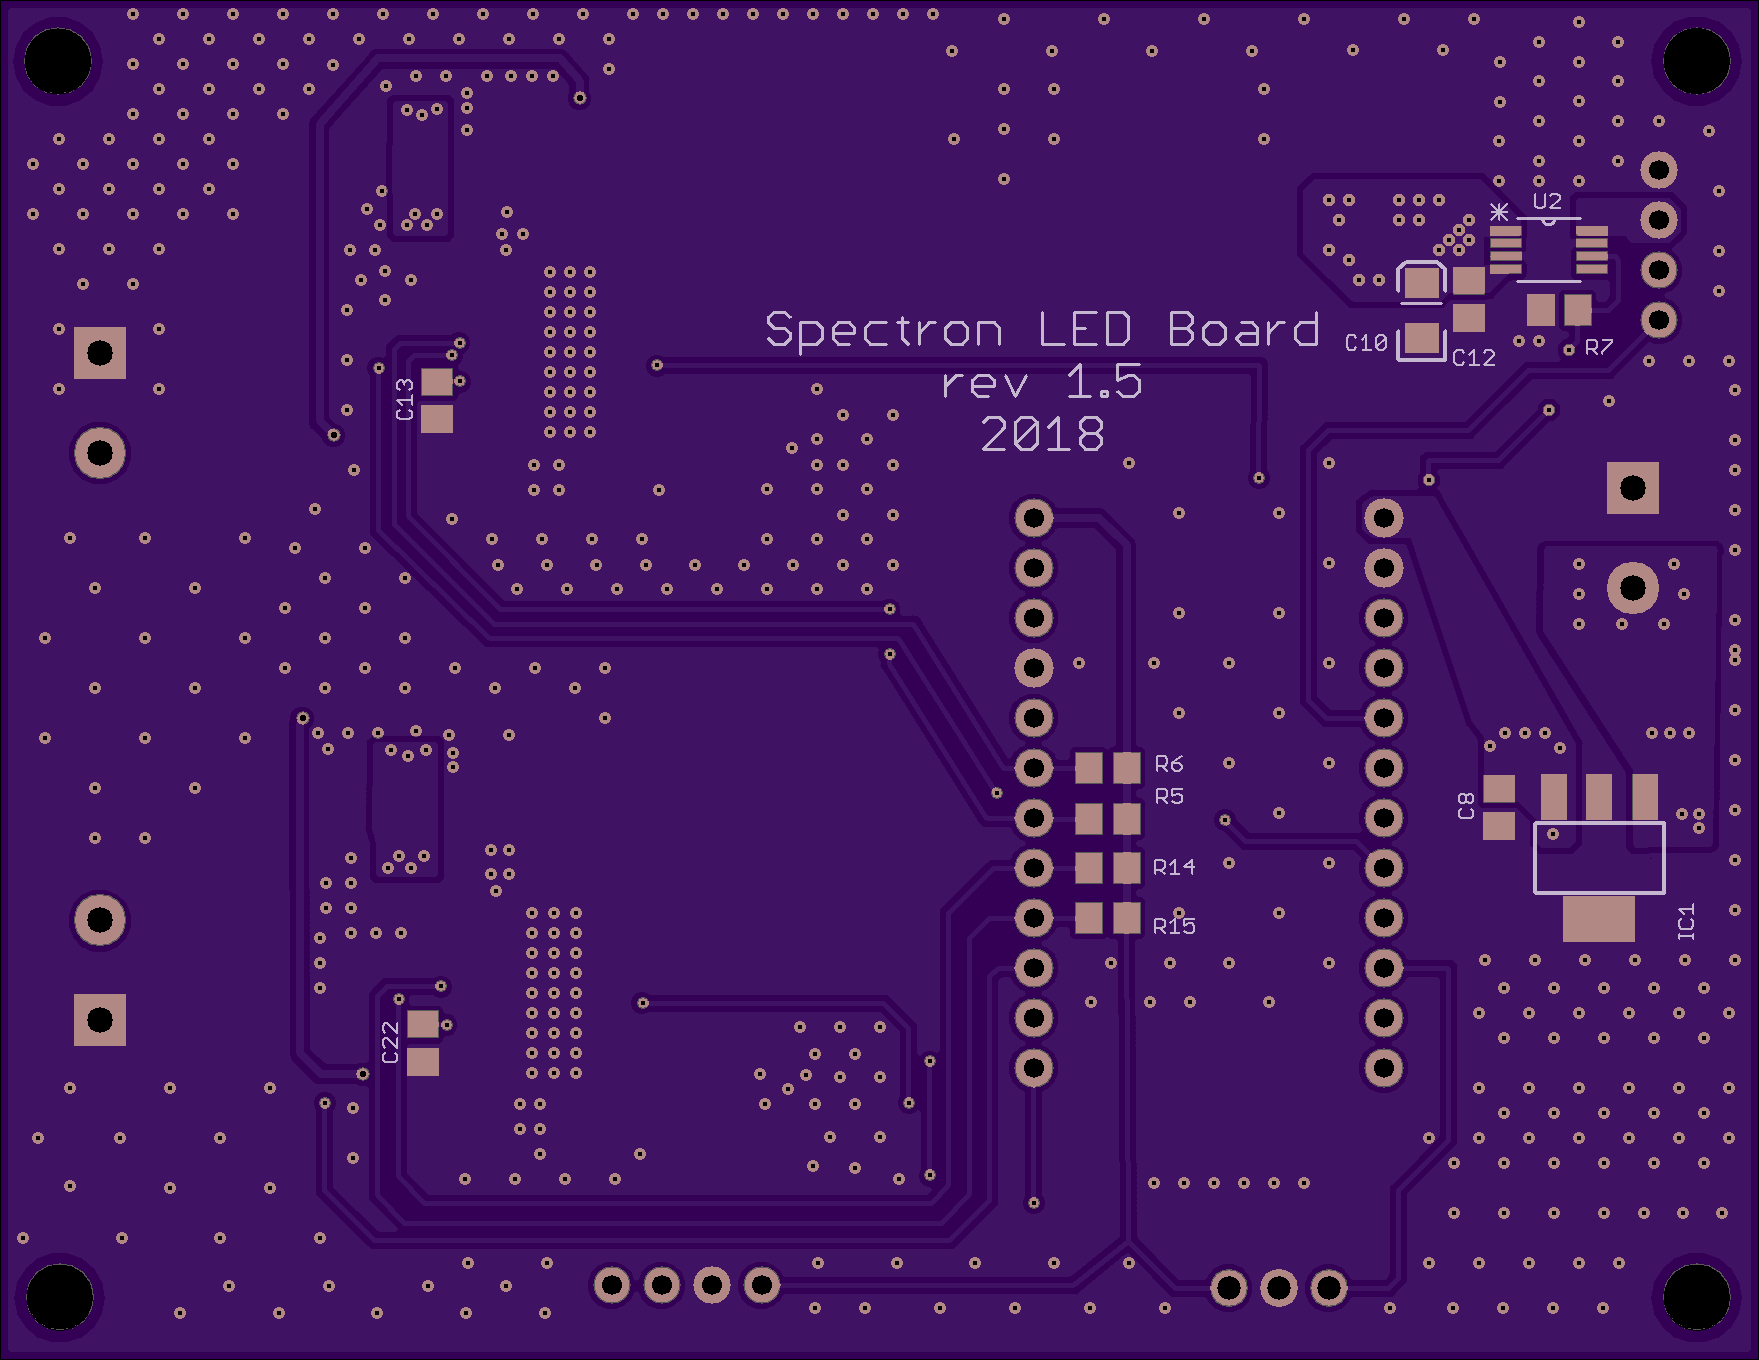 U2
Spectron LED Board
rev 1.5
2018
C10
C12
R7
C13
R6
R5
C8
R14
R15
IC1
C22